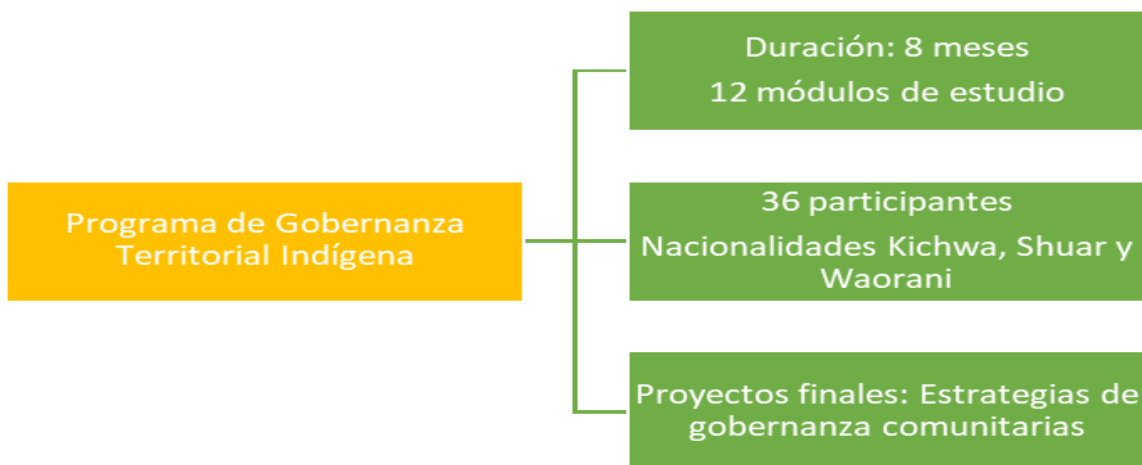 Programa de Gobernanza
Territorial Indígena
Duración: 8 meses
12 módulos de estudio
36 participantes
Nacionalidades Kichwa, Shuar y
Waorani
Proyectos finales: Estrategias de
gobernanza comunitarias